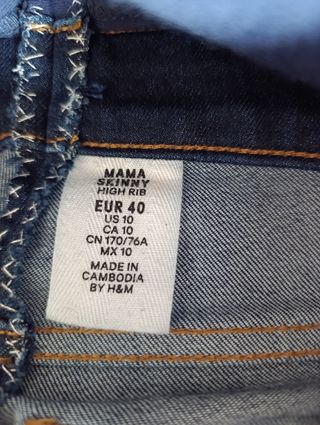 MAMA
SKINNY
HIGH RIB
EUR 40
US 10
CA 10
CN 170/76A
MX 10
MADE IN
CAMBODIA
BY H&M